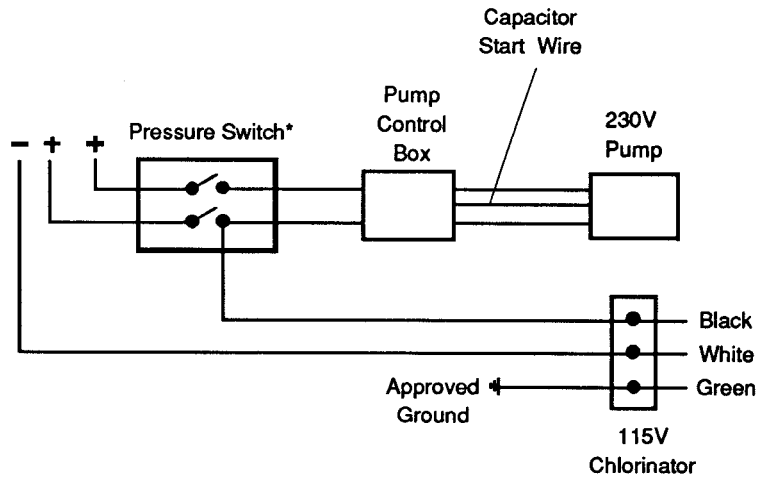 Capacitor
Start Wire
Pump
Control
Box
230V
Pump
Pressure Switch*
− + +
Black
White
Green
Approved
Ground
115V
Chlorinator